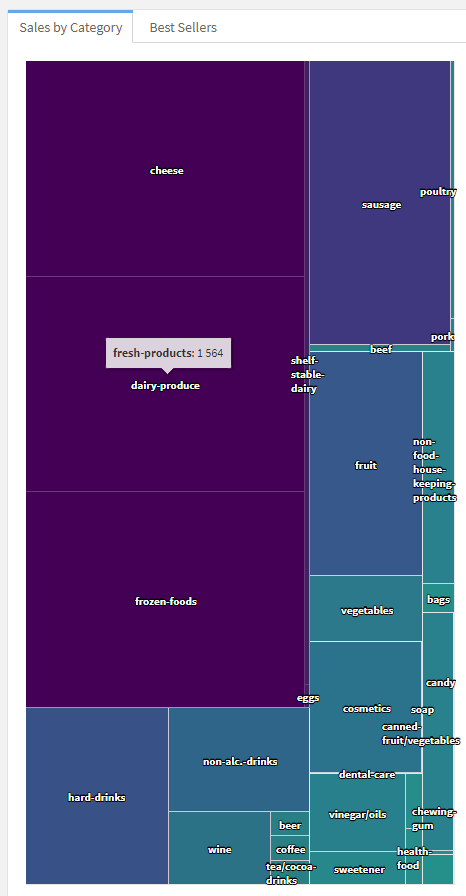 Sales by Category
Best Sellers
cheese
sausage
poultry
pork
beef
fresh-products: 1 564
dairy-produce
shelf-
stable-
dairy
fruit
non-
food-
house-
keeping-
products
frozen-foods
vegetables
bags
eggs
cosmetics
candy
soap
canned-
fruit/vegetables
non-alc.-drinks
dental-care
hard-drinks
vinegar/oils
chewing-
gum
beer
wine
coffee
health-
food
tea/cocoa-
drinks
sweetener